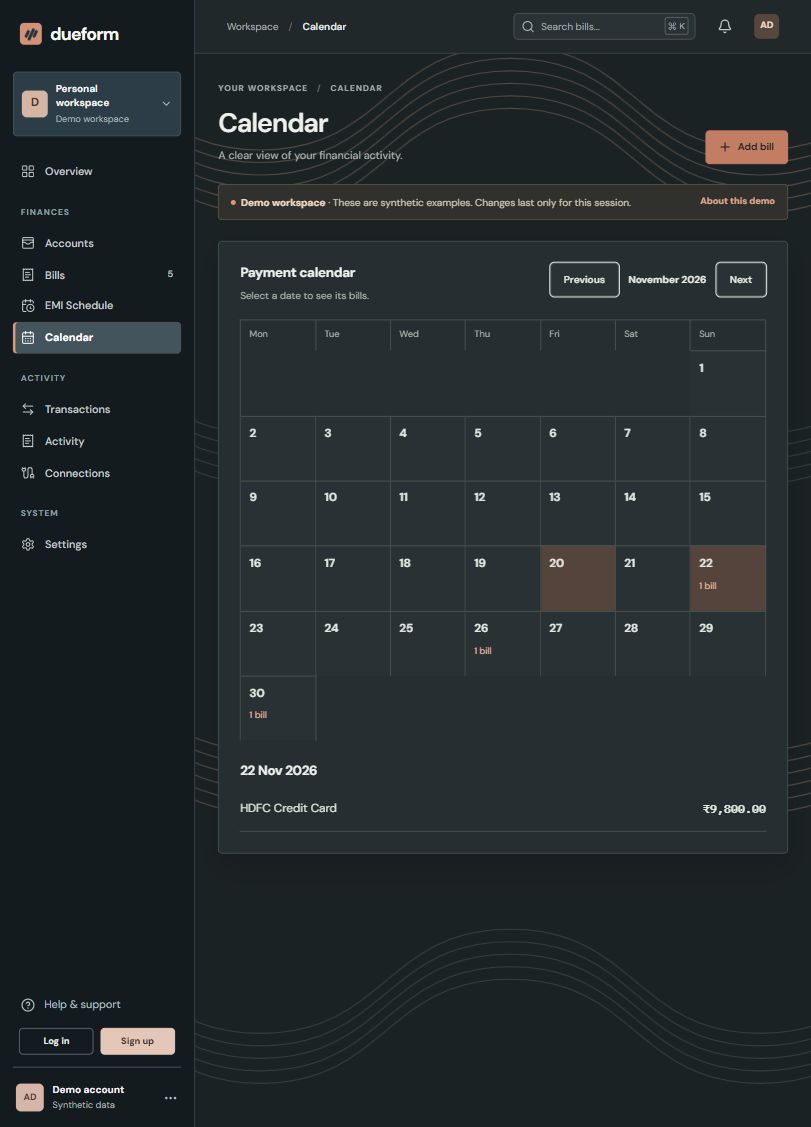 dueform
Workspace / Calendar
Search bills...
⌘ K
AD
D
Personal workspace
Demo workspace
Overview
FINANCES
Accounts
Bills 5
EMI Schedule
Calendar
ACTIVITY
Transactions
Activity
Connections
SYSTEM
Settings
Help & support
Log in
Sign up
AD
Demo account
Synthetic data
YOUR WORKSPACE / CALENDAR
Calendar
A clear view of your financial activity.
+ Add bill
Demo workspace · These are synthetic examples. Changes last only for this session.
About this demo
Payment calendar
Select a date to see its bills.
Previous
November 2026
Next
Mon Tue Wed Thu Fri Sat Sun
1
2 3 4 5 6 7 8
9 10 11 12 13 14 15
16 17 18 19 20 21 22
1 bill
23 24 25 26 27 28 29
1 bill
30
1 bill
22 Nov 2026
HDFC Credit Card ₹9,800.00